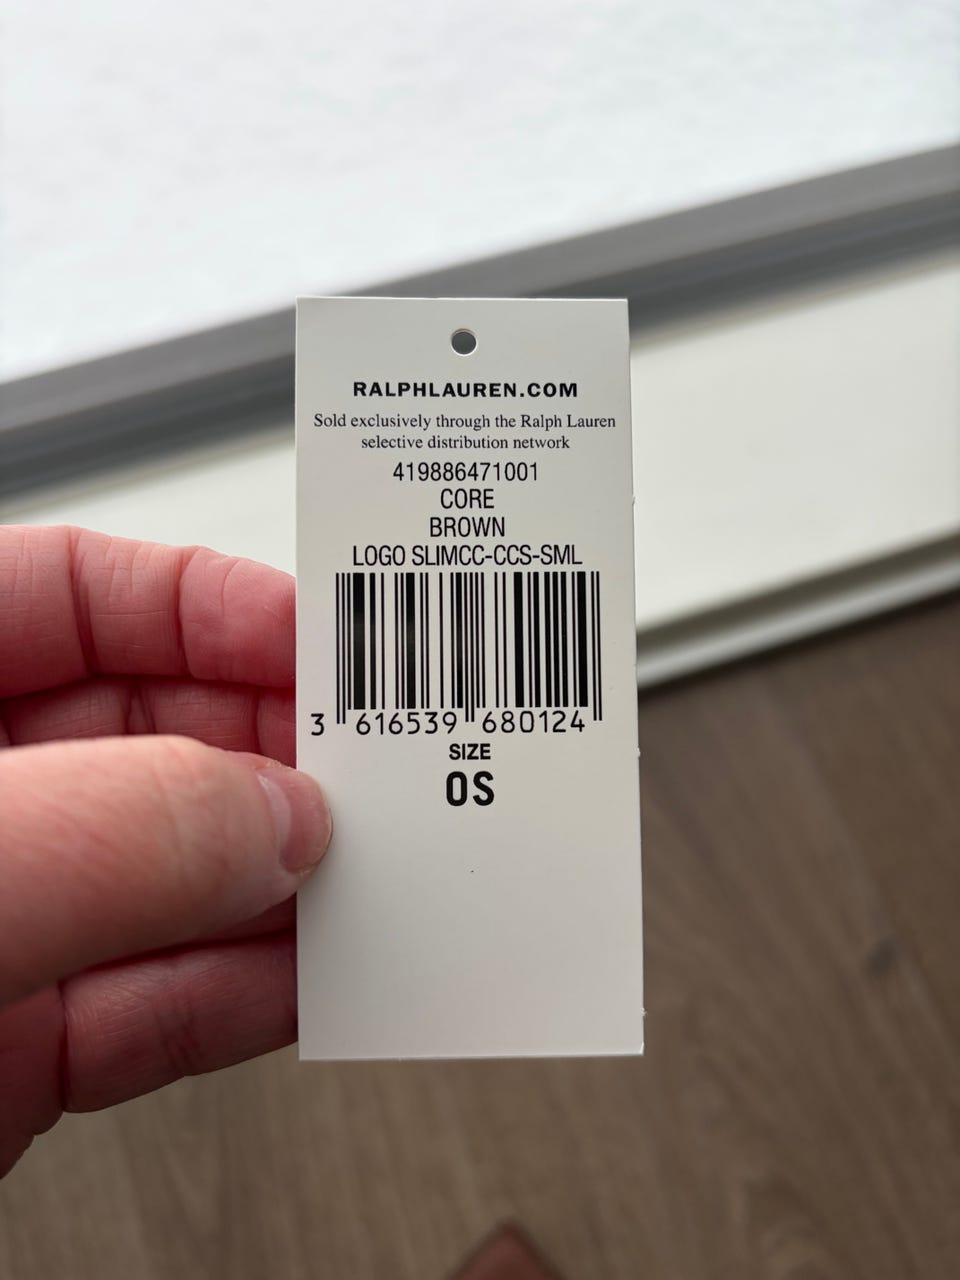 RALPHLAUREN.COM
Sold exclusively through the Ralph Lauren
selective distribution network
419886471001
CORE
BROWN
LOGO SLIMCC-CCS-SML
3 616539 680124
SIZE
OS